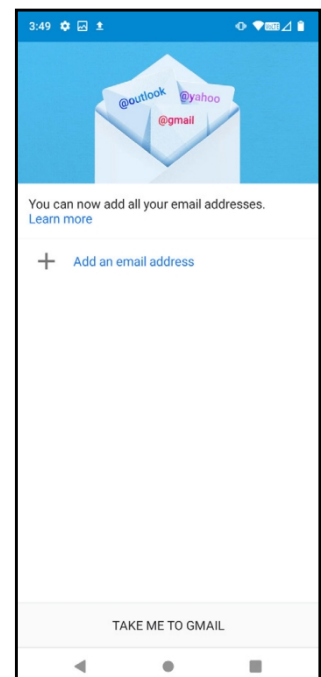 3:49
@outlook @yahoo
@gmail
You can now add all your email addresses.
Learn more
Add an email address
TAKE ME TO GMAIL